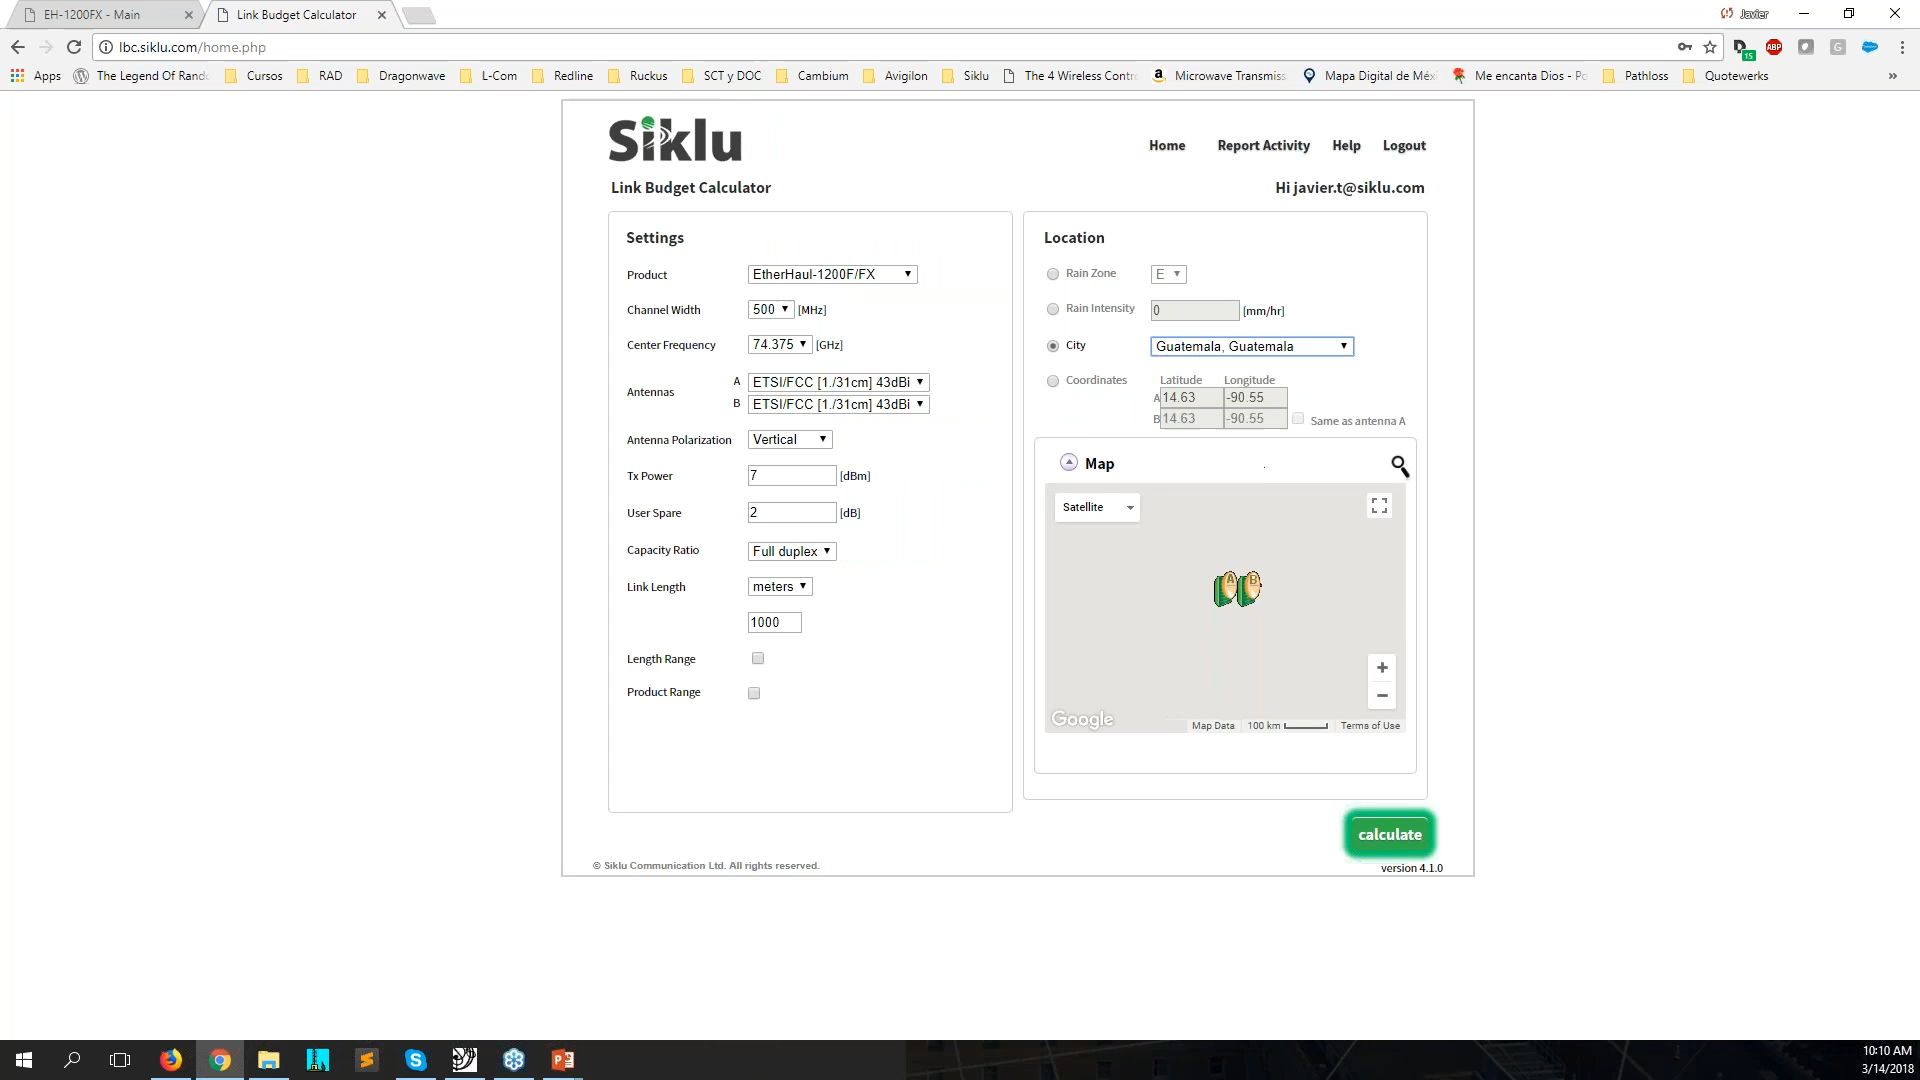 EH-1200FX - Main
Link Budget Calculator
Javier
lbc.siklu.com/home.php
15
ABP
G
Apps
The Legend Of Rand
Cursos
RAD
Dragonwave
L-Com
Redline
Ruckus
SCT y DOC
Cambium
Avigilon
Siklu
The 4 Wireless Contr
Microwave Transmis
Mapa Digital de Méx
Me encanta Dios - Po
Pathloss
Quotewerks
»
Siklu
Home
Report Activity
Help
Logout
Link Budget Calculator
Hi javier.t@siklu.com
Settings
Product
EtherHaul-1200F/FX
Channel Width
500
[MHz]
Center Frequency
74.375
[GHz]
Antennas
A
ETSI/FCC [1./31cm] 43dBi
B
ETSI/FCC [1./31cm] 43dBi
Antenna Polarization
Vertical
Tx Power
7
[dBm]
User Spare
2
[dB]
Capacity Ratio
Full duplex
Link Length
meters
1000
Length Range
Product Range
Location
Rain Zone
E
Rain Intensity
0
[mm/hr]
City
Guatemala, Guatemala
Coordinates
Latitude
Longitude
A
14.63
-90.55
B
14.63
-90.55
Same as antenna A
Map
Satellite
A
B
+
−
Google
Map Data
100 km
Terms of Use
calculate
© Siklu Communication Ltd. All rights reserved.
version 4.1.0
10:10 AM
3/14/2018